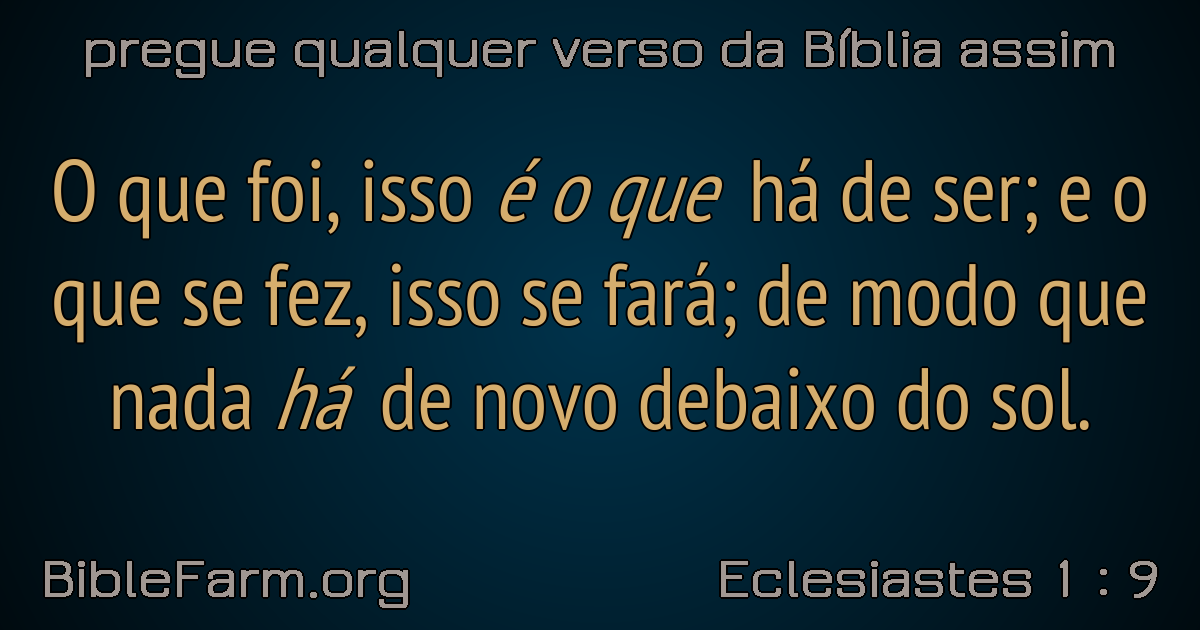 pregue qualquer verso da Bíblia assim
O que foi, isso é o que há de ser; e o
que se fez, isso se fará; de modo que
nada há de novo debaixo do sol.
BibleFarm.org
Eclesiastes 1 : 9